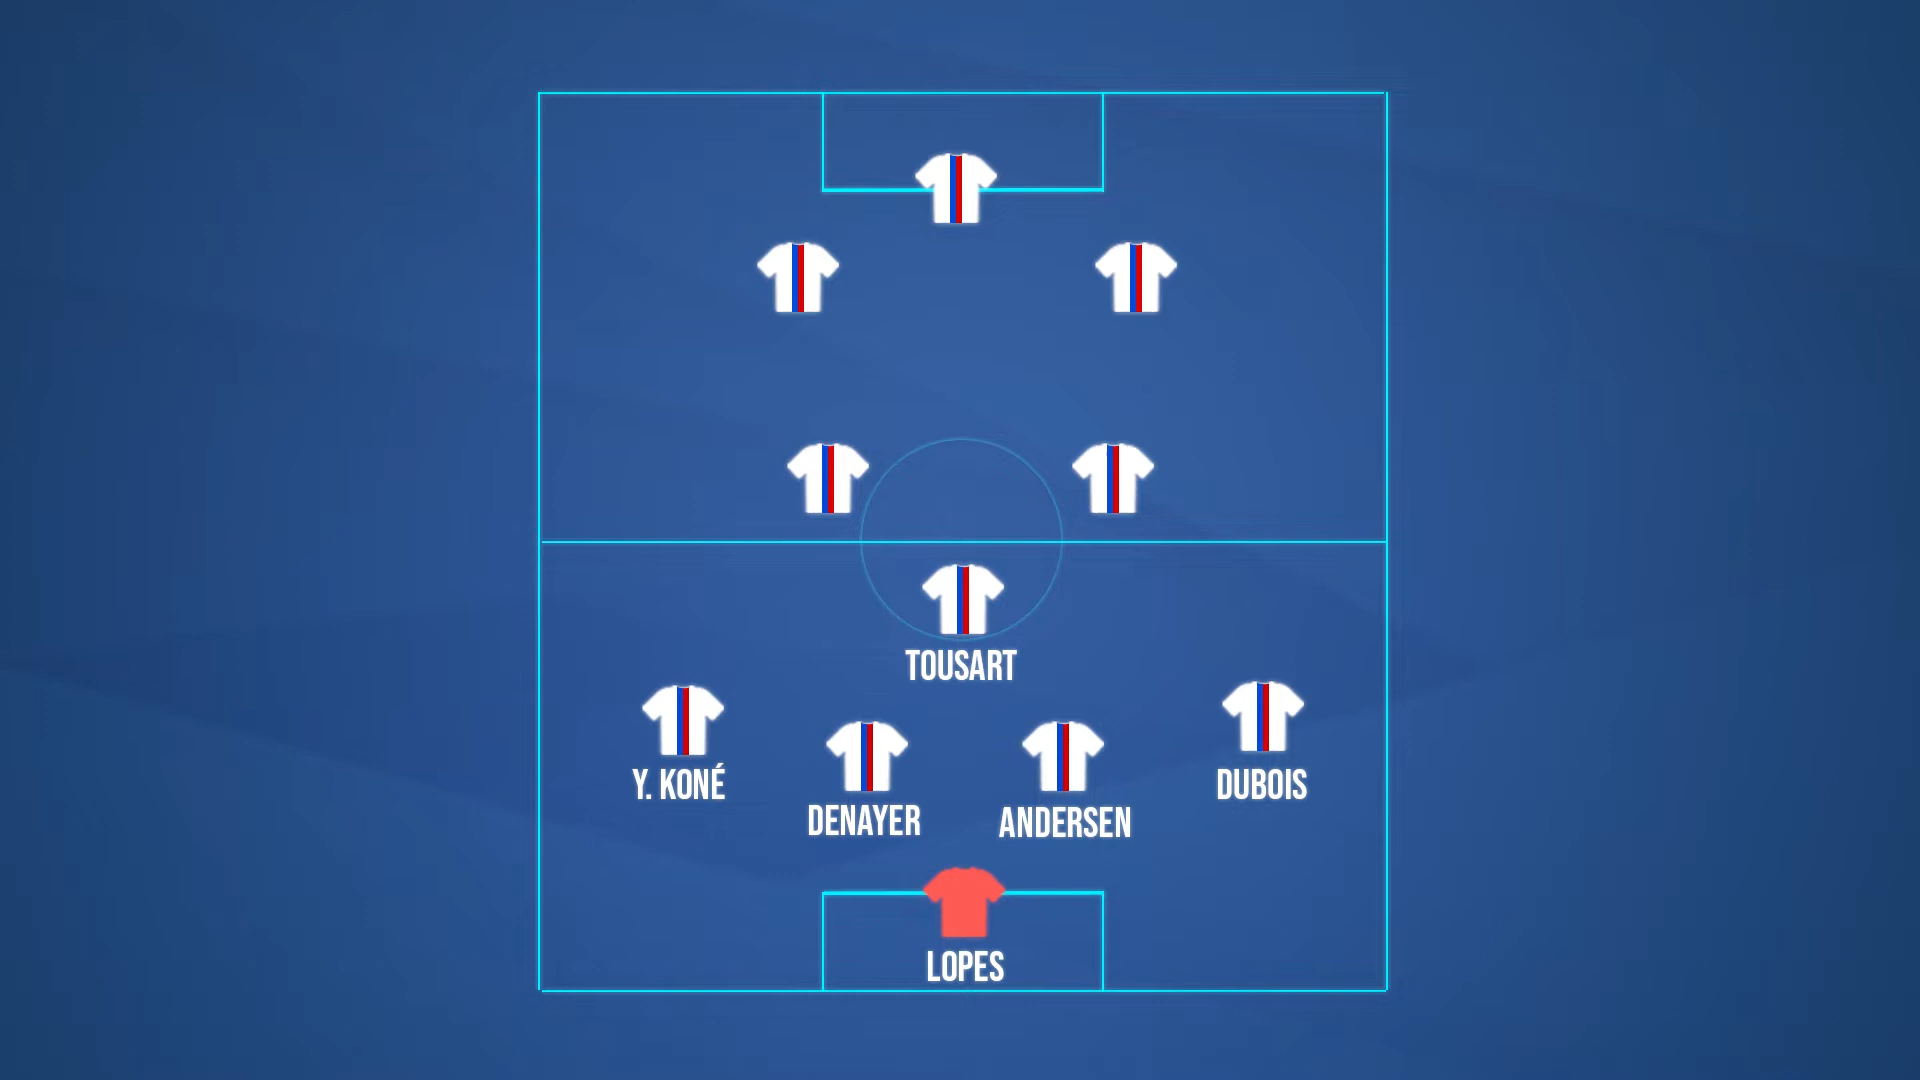 TOUSART
Y. KONÉ
DENAYER
ANDERSEN
DUBOIS
LOPES